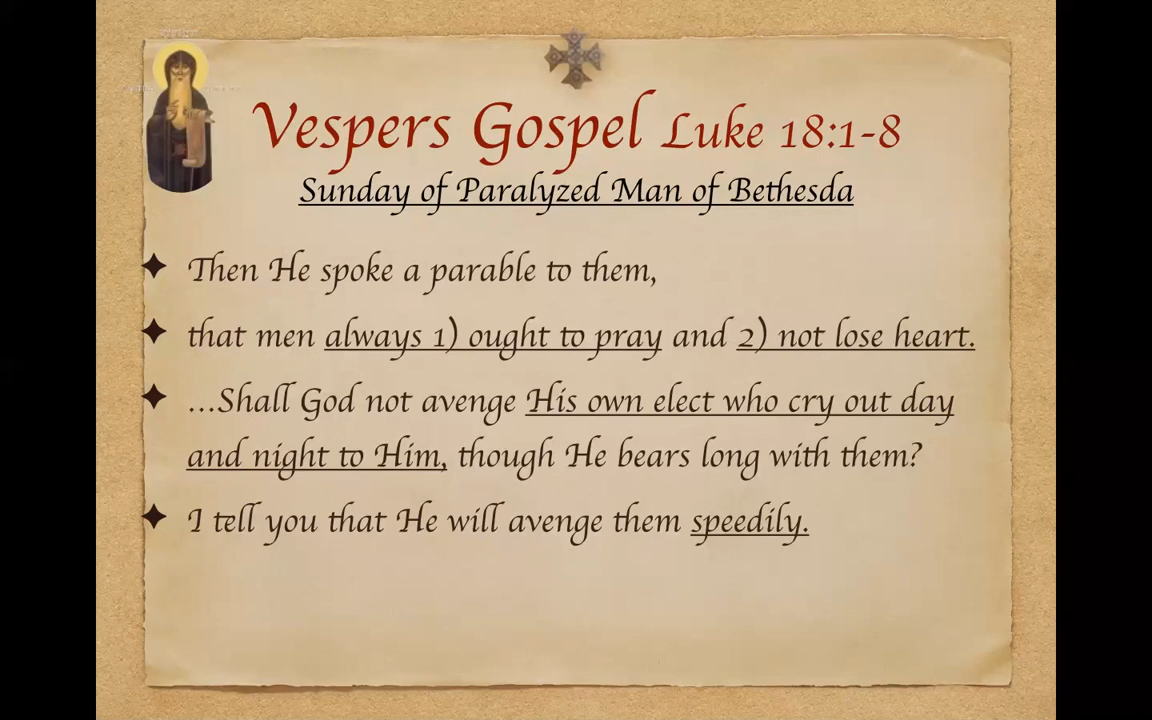 Vespers Gospel Luke 18:1-8
Sunday of Paralyzed Man of Bethesda
Then He spoke a parable to them,
that men always 1) ought to pray and 2) not lose heart.
...Shall God not avenge His own elect who cry out day
and night to Him, though He bears long with them?
I tell you that He will avenge them speedily.